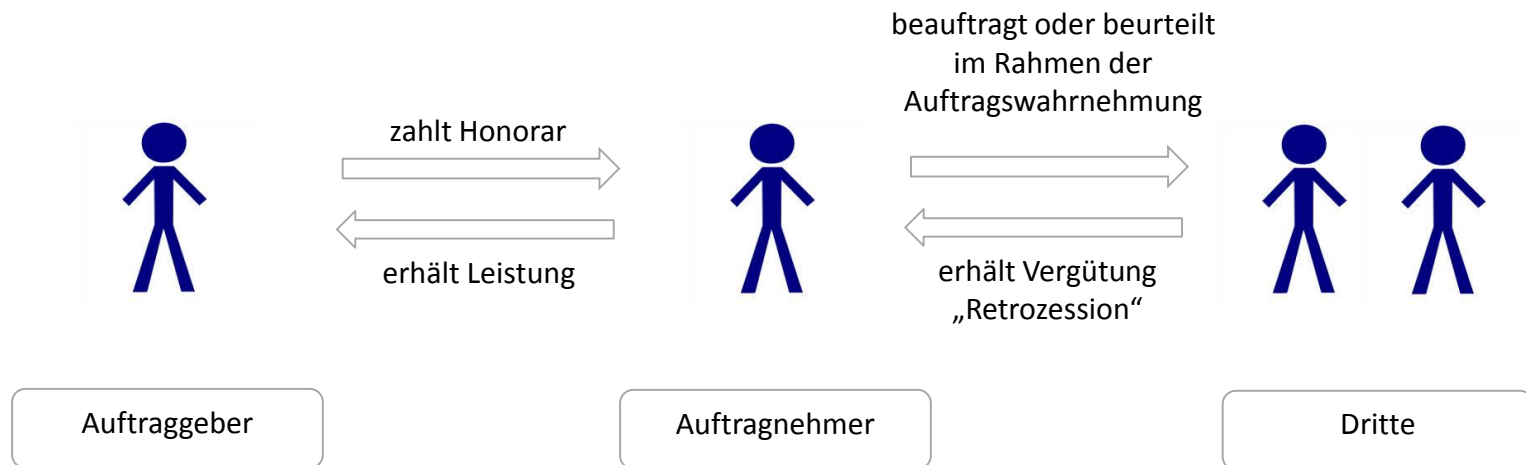 beauftragt oder beurteilt
im Rahmen der
Auftragswahrnehmung
zahlt Honorar
erhält Leistung
erhält Vergütung
„Retrozession“
Auftraggeber
Auftragnehmer
Dritte